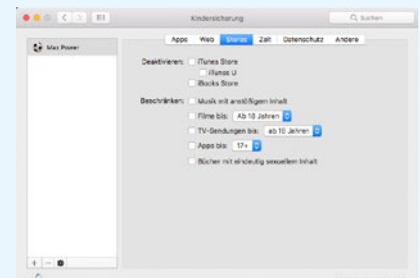 Kindersicherung
Suchen
Max Power
Apps Web Stores Zeit Datenschutz Andere
Deaktivieren: iTunes Store
iTunes U
iBooks Store
Beschränken: Musik mit anstößigem Inhalt
Filme bis: Ab 18 Jahren
TV-Sendungen bis: ab 18 Jahren
Apps bis: 17+
Bücher mit eindeutig sexuellem Inhalt